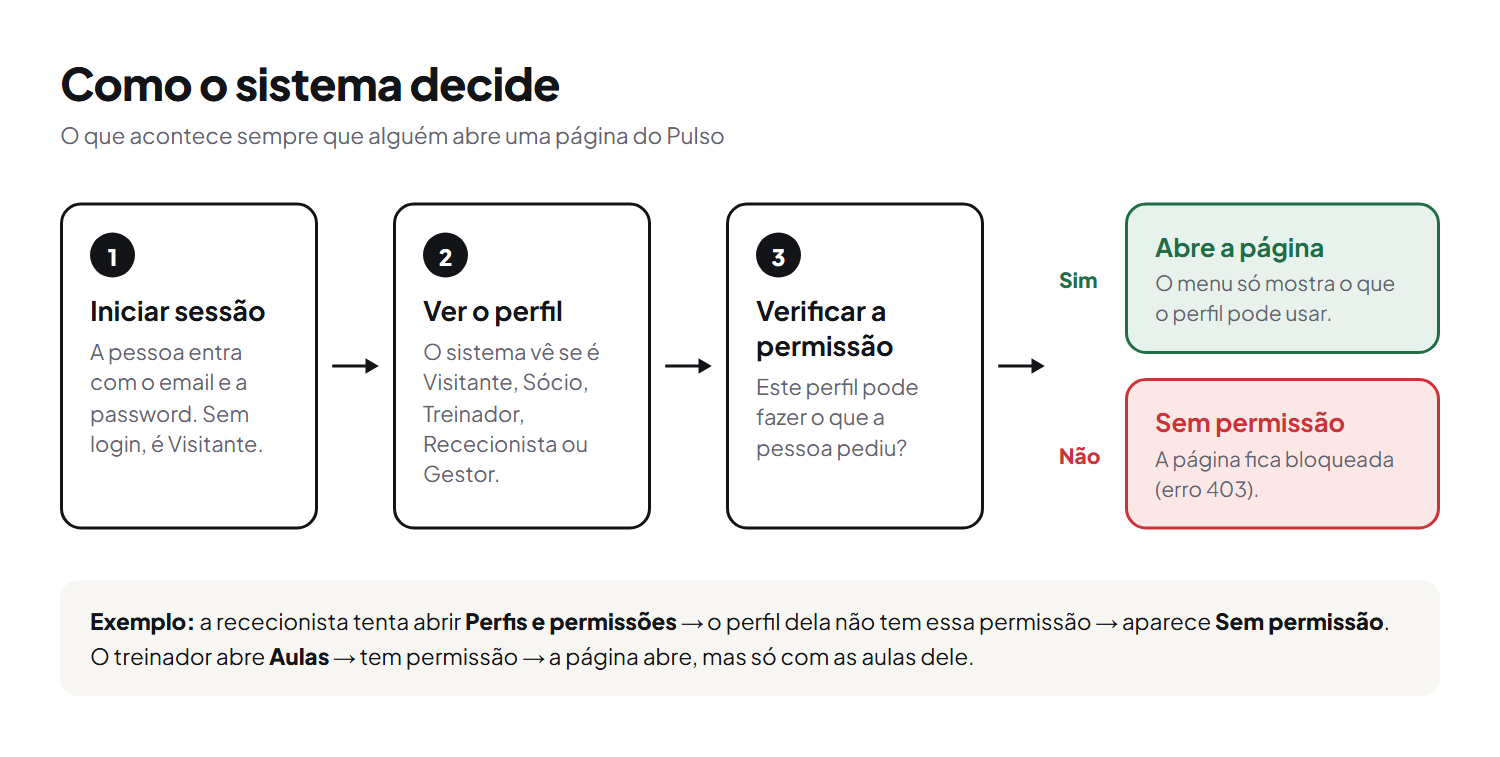 Como o sistema decide
O que acontece sempre que alguém abre uma página do Pulso
1
Iniciar sessão
A pessoa entra
com o email e a
password. Sem
login, é Visitante.
2
Ver o perfil
O sistema vê se é
Visitante, Sócio,
Treinador,
Rececionista ou
Gestor.
3
Verificar a
permissão
Este perfil pode
fazer o que a
pessoa pediu?
Sim
Abre a página
O menu só mostra o que
o perfil pode usar.
Não
Sem permissão
A página fica bloqueada
(erro 403).
Exemplo: a rececionista tenta abrir Perfis e permissões → o perfil dela não tem essa permissão → aparece Sem permissão.
O treinador abre Aulas → tem permissão → a página abre, mas só com as aulas dele.